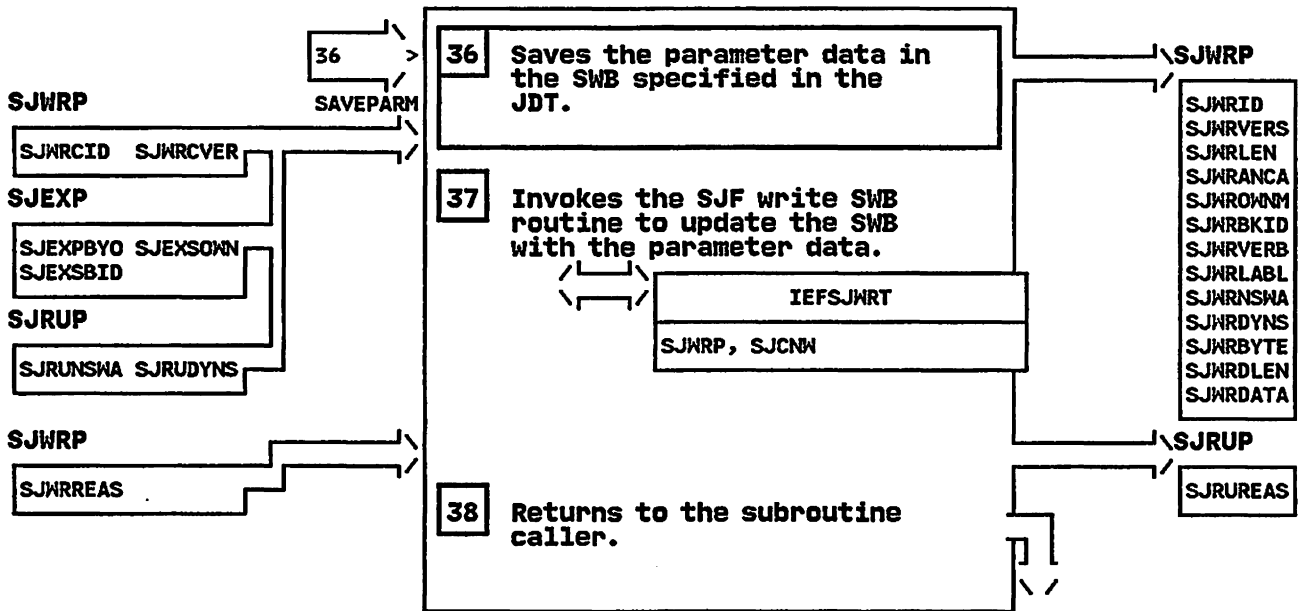 36 >
SAVEPARM
SJWRP
SJWRCID SJWRCVER
SJEXP
SJEXPBYO SJEXSOWN
SJEXSBID
SJRUP
SJRUNSWA SJRUDYNS
SJWRP
SJWRREAS
36 Saves the parameter data in
the SWB specified in the
JDT.
37 Invokes the SJF write SWB
routine to update the SWB
with the parameter data.
IEFSJWRT
SJWRP, SJCNW
38 Returns to the subroutine
caller.
SJWRP
SJWRID
SJWRVERS
SJWRLEN
SJWRANCA
SJWROWNM
SJWRBKID
SJWRVERB
SJWRLABL
SJWRNSWA
SJWRDYNS
SJWRBYTE
SJWRDLEN
SJWRDATA
SJRUP
SJRUREAS